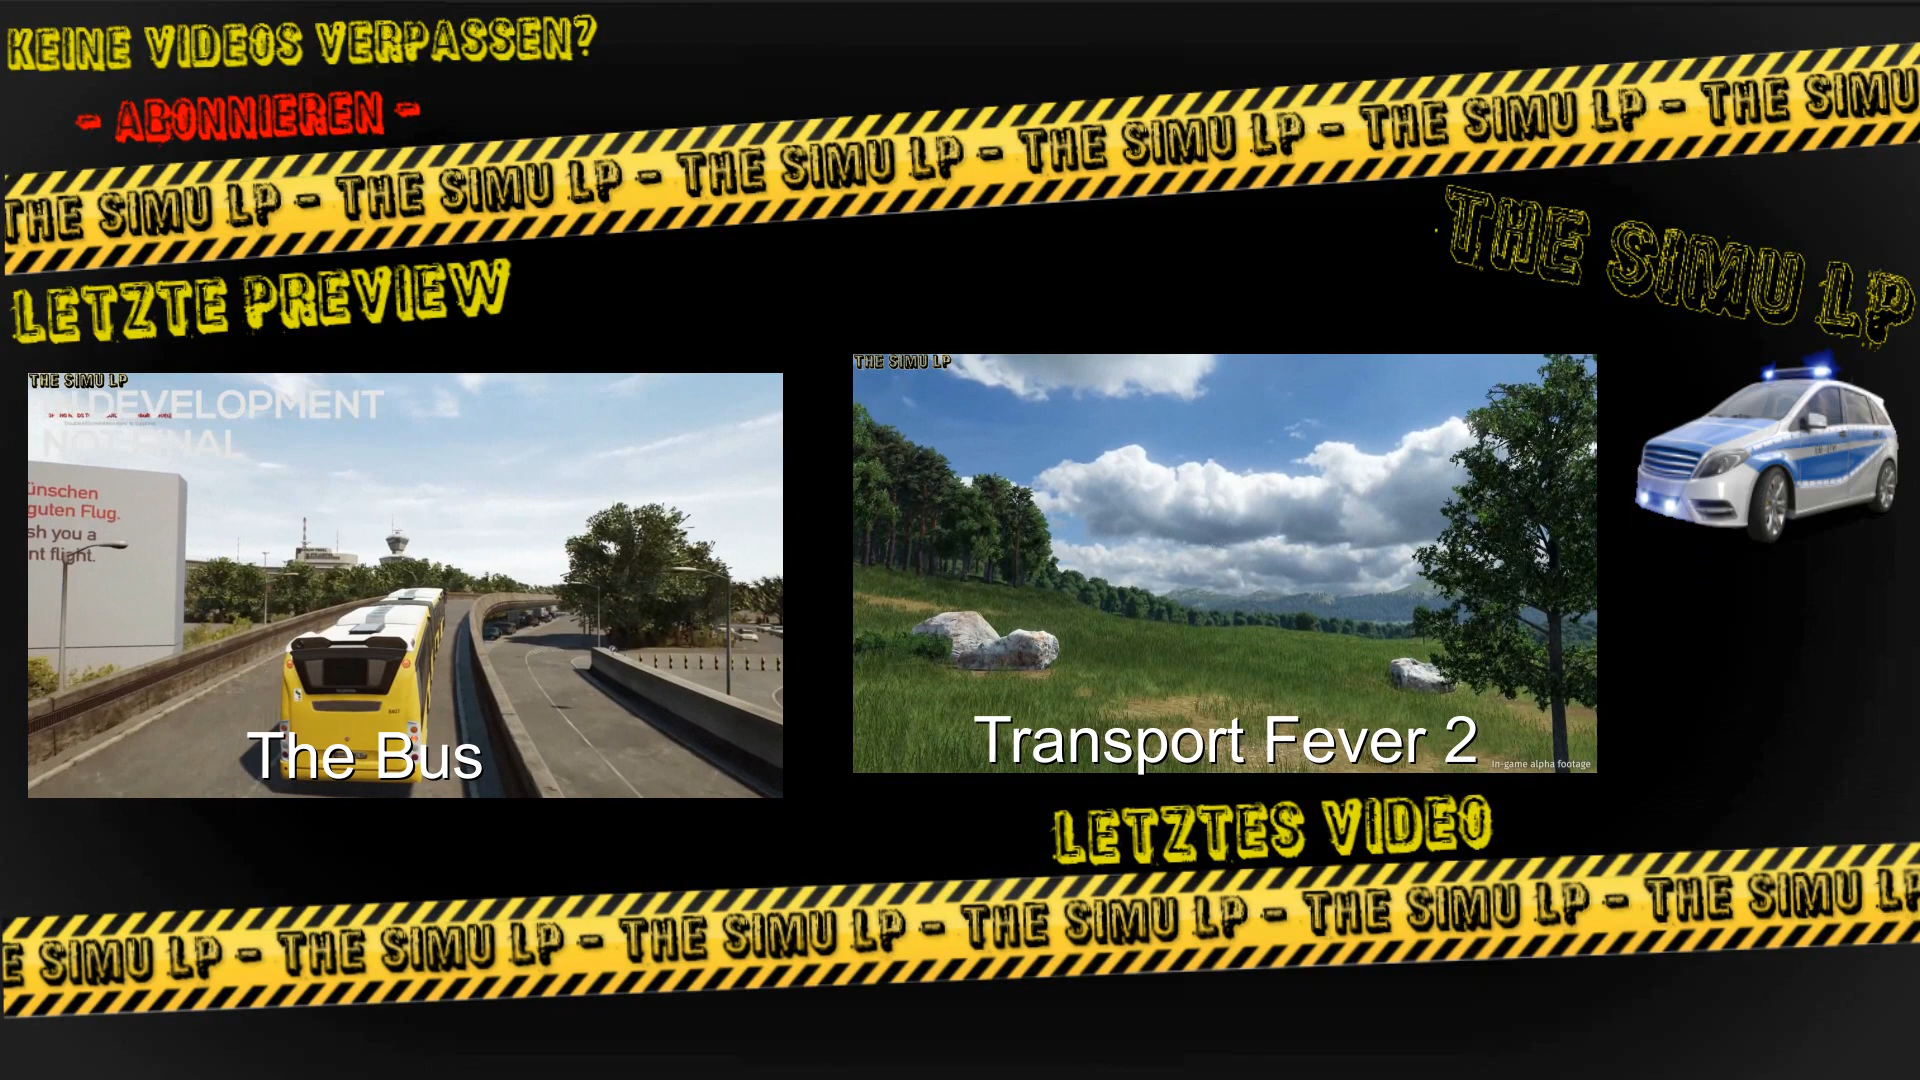 KEINE VIDEOS VERPASSEN?
- ABONNIEREN -
THE SIMU LP - THE SIMU LP - THE SIMU LP - THE SIMU LP - THE SIMU LP - THE SIMU
THE SIMU LP
LETZTE PREVIEW
THE SIMU LP
DEVELOPMENT
NOT FINAL
ünschen
guten Flug.
sh you a
nt flight.
The Bus
THE SIMU LP
Transport Fever 2
In-game alpha footage
LETZTES VIDEO
E SIMU LP - THE SIMU LP - THE SIMU LP - THE SIMU LP - THE SIMU LP - THE SIMU LP